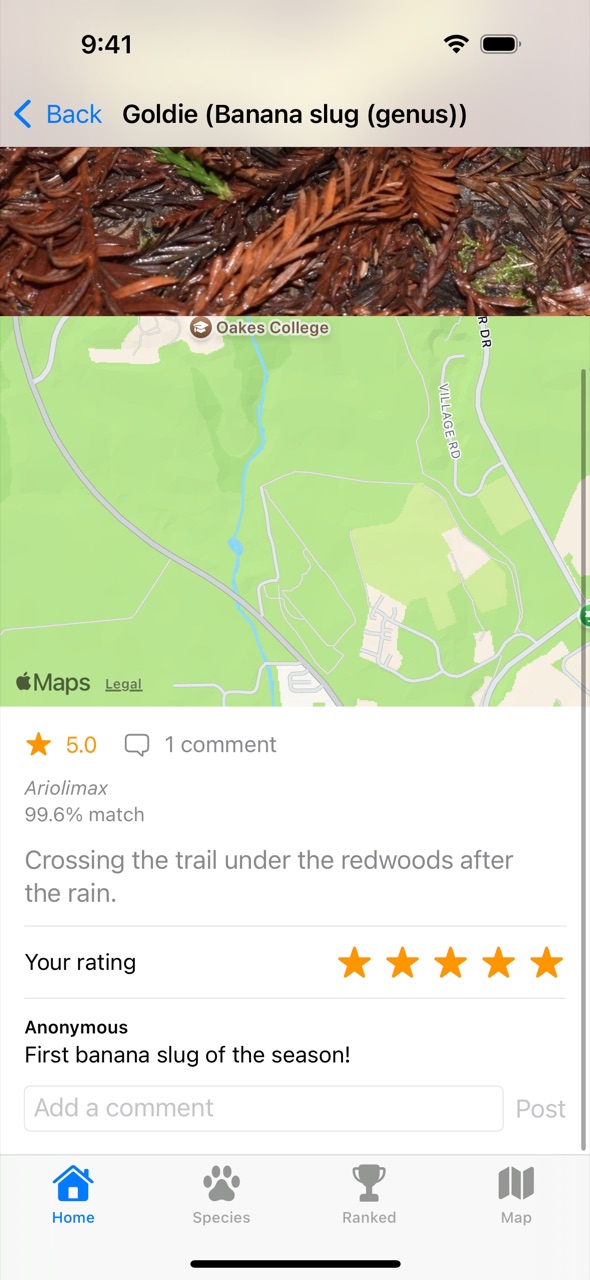 9:41
Back
Goldie (Banana slug (genus))
Oakes College
R DR
VILLAGE RD
Maps
Legal
5.0
1 comment
Ariolimax
99.6% match
Crossing the trail under the redwoods after
the rain.
Your rating
Anonymous
First banana slug of the season!
Add a comment
Post
Home
Species
Ranked
Map